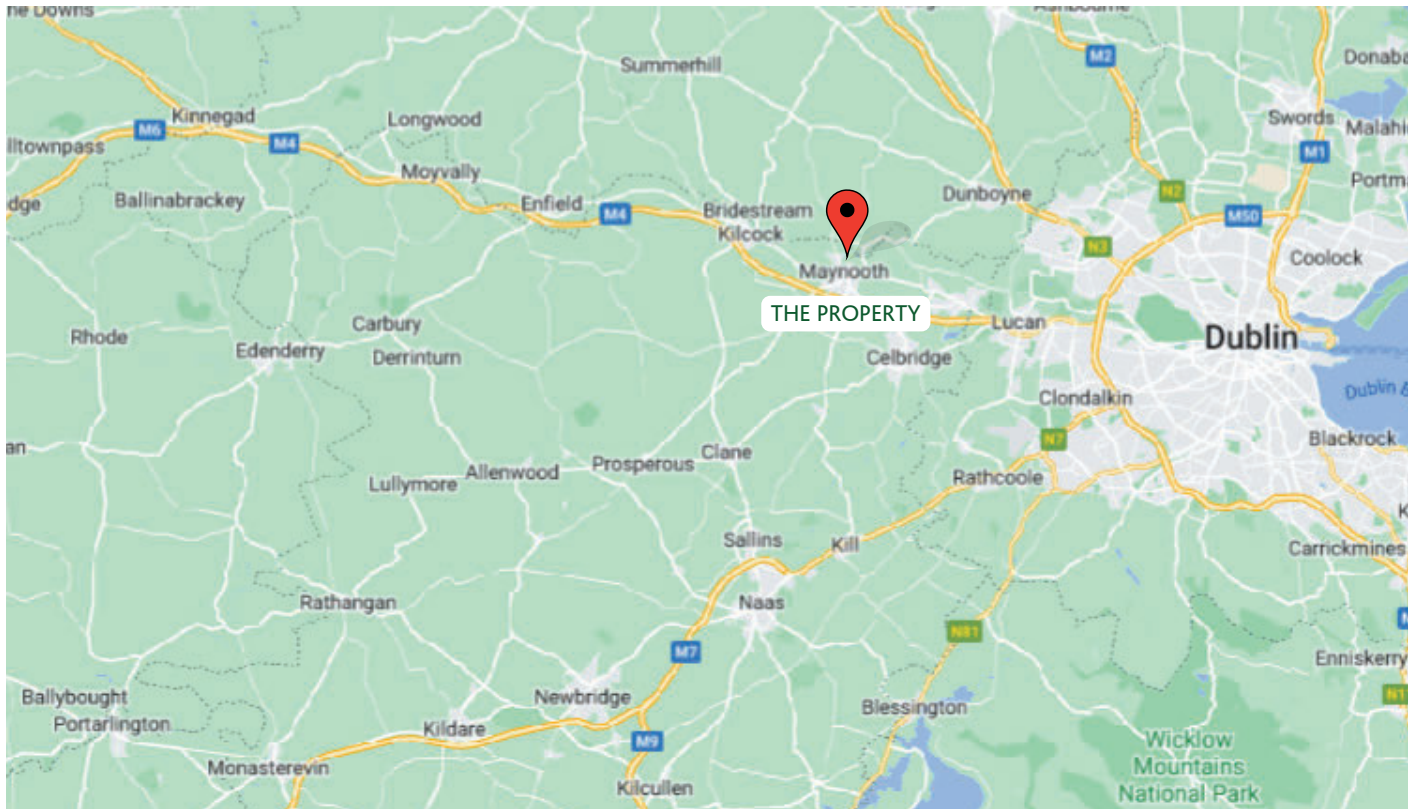 ne Downs
Ashbourne
Summerhill
M2
Donaba
Kinnegad
Longwood
Swords
M6
M4
Malahi
lltownpass
M1
Moyvally
Ballinabrackey
Enfield
M4
Bridestream
Kilcock
Dunboyne
N2
Portma
dge
M50
N3
Coolock
Maynooth
THE PROPERTY
Lucan
Dublin
Rhode
Carbury
Edenderry
Derrinturn
Celbridge
Dublin &
Clondalkin
an
Clane
N7
Blackrock
Prosperous
Allenwood
Lullymore
Rathcoole
Sallins
Kill
Carrickmines
Rathangan
Naas
N81
M7
Enniskerry
Ballybought
Newbridge
N1
Portarlington
Kildare
Blessington
M9
Wicklow
Mountains
National Park
Monasterevin
Kilcullen